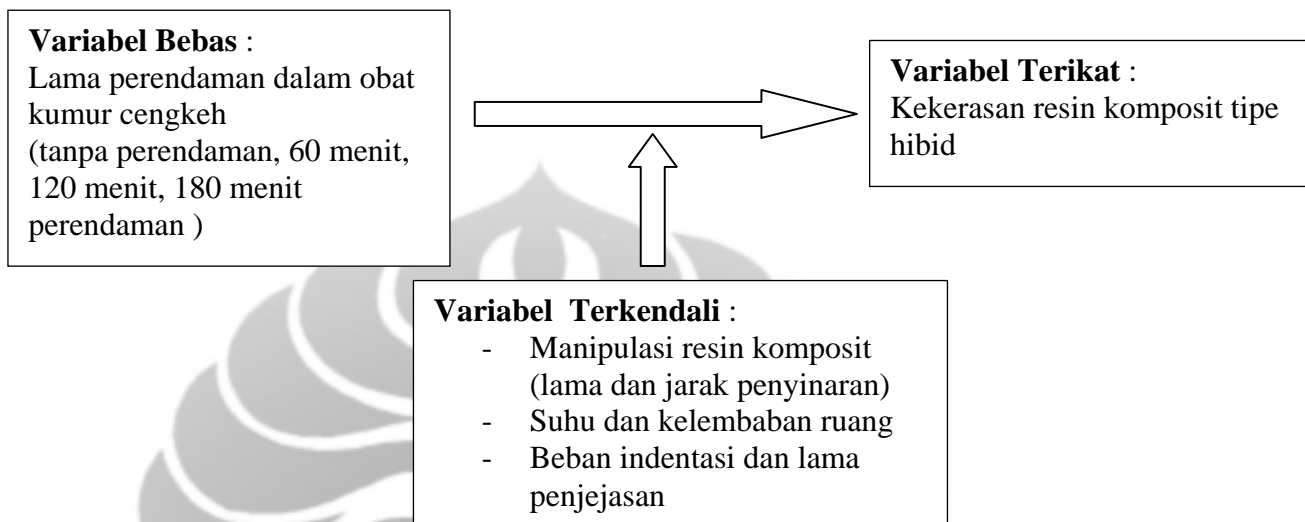 Variabel Bebas :
Lama perendaman dalam obat
kumur cengkeh
(tanpa perendaman, 60 menit,
120 menit, 180 menit
perendaman )
Variabel Terikat :
Kekerasan resin komposit tipe
hibid
Variabel Terkendali :
- Manipulasi resin komposit
(lama dan jarak penyinaran)
- Suhu dan kelembaban ruang
- Beban indentasi dan lama
penjejasan